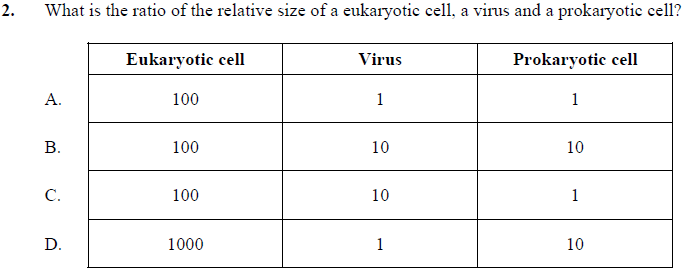 2. What is the ratio of the relative size of a eukaryotic cell, a virus and a prokaryotic cell?
Eukaryotic cell Virus Prokaryotic cell
A. 100 1 1
B. 100 10 10
C. 100 10 1
D. 1000 1 10